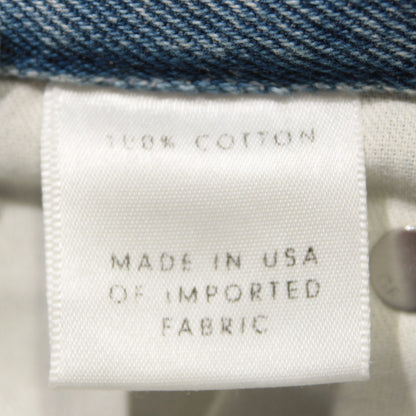 100% COTTON
MADE IN USA
OF IMPORTED
FABRIC